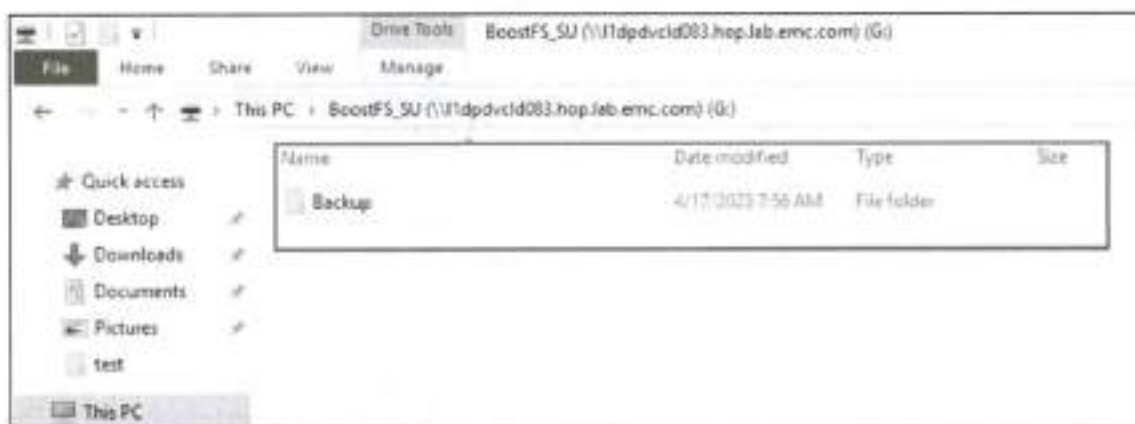 Drive Tools BoostFS_SU (\\l1dpdvcld083.hop.lab.emc.com) (G:)
File Home Share View Manage
This PC › BoostFS_SU (\\l1dpdvcld083.hop.lab.emc.com) (G:)
Name Date modified Type Size
Quick access
Backup 4/17/2023 7:56 AM File folder
Desktop
Downloads
Documents
Pictures
test
This PC